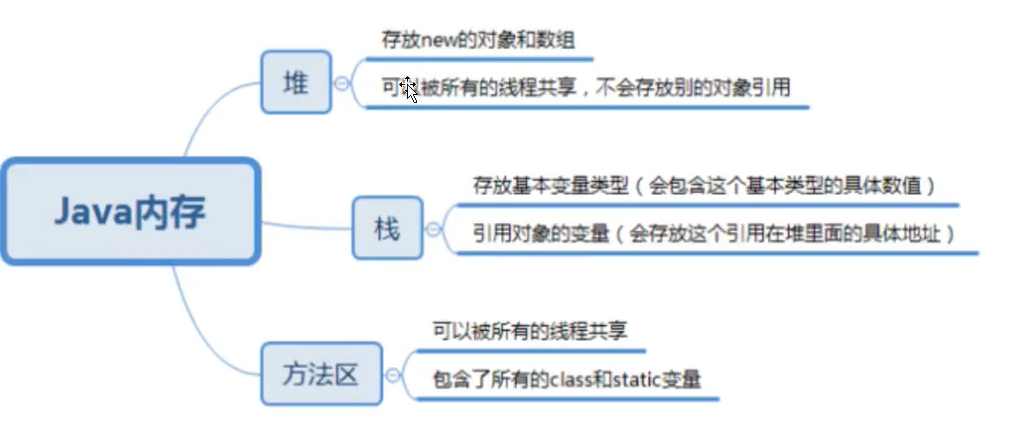 存放new的对象和数组
堆
可以被所有的线程共享，不会存放别的对象引用
存放基本变量类型（会包含这个基本类型的具体数值）
Java内存
栈
引用对象的变量（会存放这个引用在堆里面的具体地址）
可以被所有的线程共享
方法区
包含了所有的class和static变量